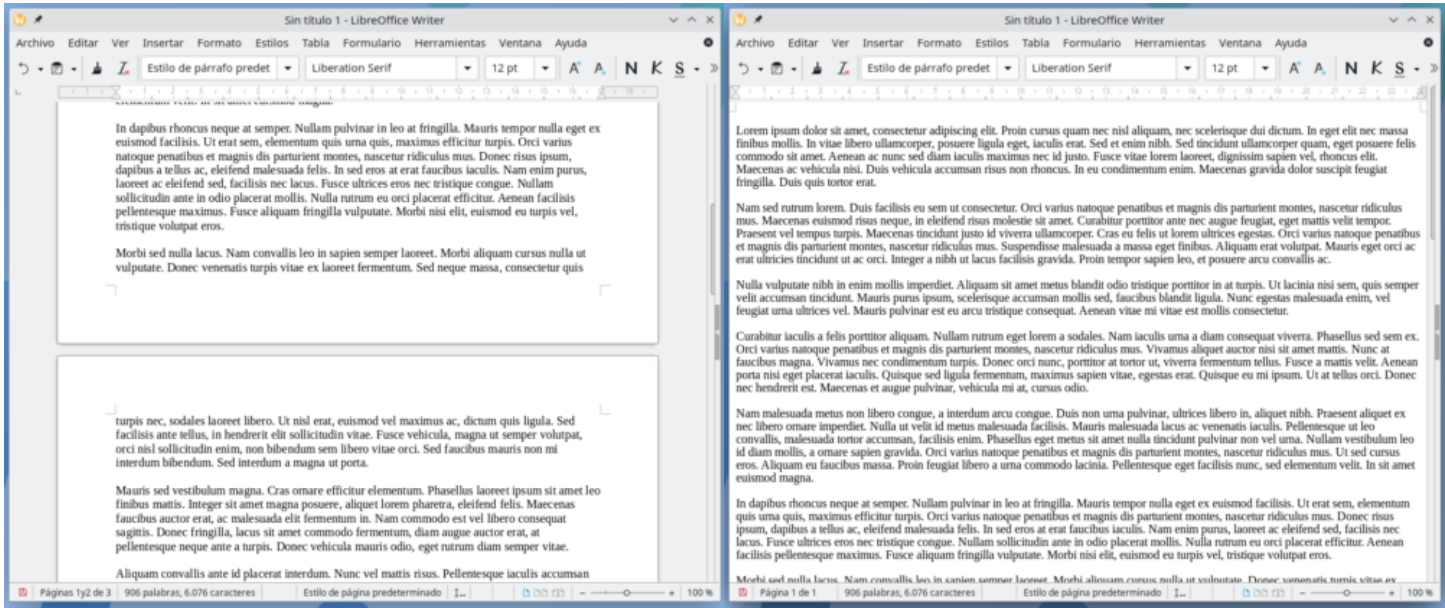 Sin título 1 - LibreOffice Writer
Archivo Editar Ver Insertar Formato Estilos Tabla Formulario Herramientas Ventana Ayuda
Estilo de párrafo predet Liberation Serif 12 pt A A N K S »
elementum velit. In sit amet euismod magna.
In dapibus rhoncus neque at semper. Nullam pulvinar in leo at fringilla. Mauris tempor nulla eget ex
euismod facilisis. Ut erat sem, elementum quis urna quis, maximus efficitur turpis. Orci varius
natoque penatibus et magnis dis parturient montes, nascetur ridiculus mus. Donec risus ipsum,
dapibus a tellus ac, eleifend malesuada felis. In sed eros at erat faucibus iaculis. Nam enim purus,
laoreet ac eleifend sed, facilisis nec lacus. Fusce ultrices eros nec tristique congue. Nullam
sollicitudin ante in odio placerat mollis. Nulla rutrum eu orci placerat efficitur. Aenean facilisis
pellentesque maximus. Fusce aliquam fringilla vulputate. Morbi nisi elit, euismod eu turpis vel,
tristique volutpat eros.
Morbi sed nulla lacus. Nam convallis leo in sapien semper laoreet. Morbi aliquam cursus nulla ut
vulputate. Donec venenatis turpis vitae ex laoreet fermentum. Sed neque massa, consectetur quis
turpis nec, sodales laoreet libero. Ut nisl erat, euismod vel maximus ac, dictum quis ligula. Sed
facilisis ante tellus, in hendrerit elit sollicitudin vitae. Fusce vehicula, magna ut semper volutpat,
orci nisl sollicitudin enim, non bibendum sem libero vitae orci. Sed faucibus mauris non mi
interdum bibendum. Sed interdum a magna ut porta.
Mauris sed vestibulum magna. Cras ornare efficitur elementum. Phasellus laoreet ipsum sit amet leo
finibus mattis. Integer sit amet magna posuere, aliquet lorem pharetra, eleifend felis. Maecenas
faucibus auctor erat, ac malesuada elit fermentum in. Nam commodo est vel libero consequat
sagittis. Donec fringilla, lacus sit amet commodo fermentum, diam augue auctor erat, at
pellentesque neque ante a turpis. Donec vehicula mauris odio, eget rutrum diam semper vitae.
Aliquam convallis ante id placerat interdum. Nunc vel mattis risus. Pellentesque iaculis accumsan
Páginas 1y2 de 3 906 palabras, 6.076 caracteres Estilo de página predeterminado 100 %
Sin título 1 - LibreOffice Writer
Archivo Editar Ver Insertar Formato Estilos Tabla Formulario Herramientas Ventana Ayuda
Estilo de párrafo predet Liberation Serif 12 pt A A N K S »
Lorem ipsum dolor sit amet, consectetur adipiscing elit. Proin cursus quam nec nisl aliquam, nec scelerisque dui dictum. In eget elit nec massa
finibus mollis. In vitae libero ullamcorper, posuere ligula eget, iaculis erat. Sed et enim nibh. Sed tincidunt ullamcorper quam, eget posuere felis
commodo sit amet. Aenean ac nunc sed diam iaculis maximus nec id justo. Fusce vitae lorem laoreet, dignissim sapien vel, rhoncus elit.
Maecenas ac vehicula nisi. Duis vehicula accumsan risus non rhoncus. In eu condimentum enim. Maecenas gravida dolor suscipit feugiat
fringilla. Duis quis tortor erat.
Nam sed rutrum lorem. Duis facilisis eu sem ut consectetur. Orci varius natoque penatibus et magnis dis parturient montes, nascetur ridiculus
mus. Maecenas euismod risus neque, in eleifend risus molestie sit amet. Curabitur porttitor ante nec augue feugiat, eget mattis velit tempor.
Praesent vel tempus turpis. Maecenas tincidunt justo id viverra ullamcorper. Cras eu felis ut lorem ultrices egestas. Orci varius natoque penatibus
et magnis dis parturient montes, nascetur ridiculus mus. Suspendisse malesuada a massa eget finibus. Aliquam erat volutpat. Mauris eget orci ac
erat ultricies tincidunt ut ac orci. Integer a nibh ut lacus facilisis gravida. Proin tempor sapien leo, et posuere arcu convallis ac.
Nulla vulputate nibh in enim mollis imperdiet. Aliquam sit amet metus blandit odio tristique porttitor in at turpis. Ut lacinia nisi sem, quis semper
velit accumsan tincidunt. Mauris purus ipsum, scelerisque accumsan mollis sed, faucibus blandit ligula. Nunc egestas malesuada enim, vel
feugiat urna ultrices vel. Mauris pulvinar est eu arcu tristique consequat. Aenean vitae mi vitae est mollis consectetur.
Curabitur iaculis a felis porttitor aliquam. Nullam rutrum eget lorem a sodales. Nam iaculis urna a diam consequat viverra. Phasellus sed sem ex.
Orci varius natoque penatibus et magnis dis parturient montes, nascetur ridiculus mus. Vivamus aliquet auctor nisi sit amet mattis. Nunc at
faucibus magna. Vivamus nec condimentum turpis. Donec orci nunc, porttitor at tortor ut, viverra fermentum tellus. Fusce a mattis velit. Aenean
porta nisi eget placerat iaculis. Quisque sed ligula fermentum, maximus sapien vitae, egestas erat. Quisque eu mi ipsum. Ut at tellus orci. Donec
nec hendrerit est. Maecenas et augue pulvinar, vehicula mi at, cursus odio.
Nam malesuada metus non libero congue, a interdum arcu congue. Duis non urna pulvinar, ultrices libero in, aliquet nibh. Praesent aliquet ex
nec libero ornare imperdiet. Nulla ut velit id metus malesuada facilisis. Mauris malesuada lacus ac venenatis iaculis. Pellentesque ut leo
convallis, malesuada tortor accumsan, facilisis enim. Phasellus eget metus sit amet nulla tincidunt pulvinar non vel urna. Nullam vestibulum leo
id diam mollis, a ornare sapien gravida. Orci varius natoque penatibus et magnis dis parturient montes, nascetur ridiculus mus. Ut sed cursus
eros. Aliquam eu faucibus massa. Proin feugiat libero a urna commodo lacinia. Pellentesque eget facilisis nunc, sed elementum velit. In sit amet
euismod magna.
In dapibus rhoncus neque at semper. Nullam pulvinar in leo at fringilla. Mauris tempor nulla eget ex euismod facilisis. Ut erat sem, elementum
quis urna quis, maximus efficitur turpis. Orci varius natoque penatibus et magnis dis parturient montes, nascetur ridiculus mus. Donec risus
ipsum, dapibus a tellus ac, eleifend malesuada felis. In sed eros at erat faucibus iaculis. Nam enim purus, laoreet ac eleifend sed, facilisis nec
lacus. Fusce ultrices eros nec tristique congue. Nullam sollicitudin ante in odio placerat mollis. Nulla rutrum eu orci placerat efficitur. Aenean
facilisis pellentesque maximus. Fusce aliquam fringilla vulputate. Morbi nisi elit, euismod eu turpis vel, tristique volutpat eros.
Morbi sed nulla lacus. Nam convallis leo in sapien semper laoreet. Morbi aliquam cursus nulla ut vulputate. Donec venenatis turpis vitae ex
Página 1 de 1 906 palabras, 6.076 caracteres Estilo de página predeterminado 100 %